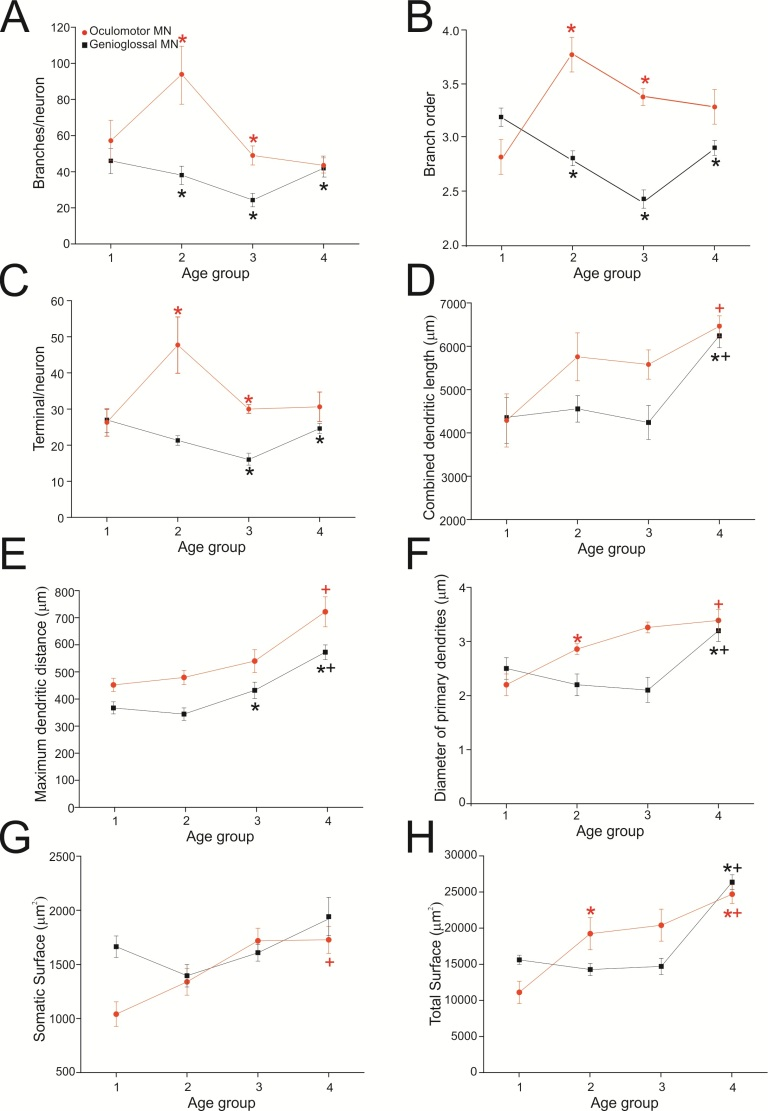 A
Oculomotor MN
Genioglossal MN
Branches/neuron
120
100
80
60
40
20
0
*
*
*
*
*
1 2 3 4
Age group
B
Branch order
4.0
3.5
3.0
2.5
2.0
*
*
*
*
*
1 2 3 4
Age group
C
Terminal/neuron
60
50
40
30
20
10
0
*
*
*
*
1 2 3 4
Age group
D
Combined dendritic length (µm)
7000
6000
5000
4000
3000
2000
+
*+
1 2 3 4
Age group
E
Maximum dendritic distance (µm)
800
700
600
500
400
300
200
100
0
+
*+
*
1 2 3 4
Age group
F
Diameter of primary dendrites (µm)
4
3
2
1
0
*
+
*+
1 2 3 4
Age group
G
Somatic Surface (µm²)
2500
2000
1500
1000
500
+
1 2 3 4
Age group
H
Total Surface (µm²)
30000
25000
20000
15000
10000
5000
0
*
*+
*+
1 2 3 4
Age group